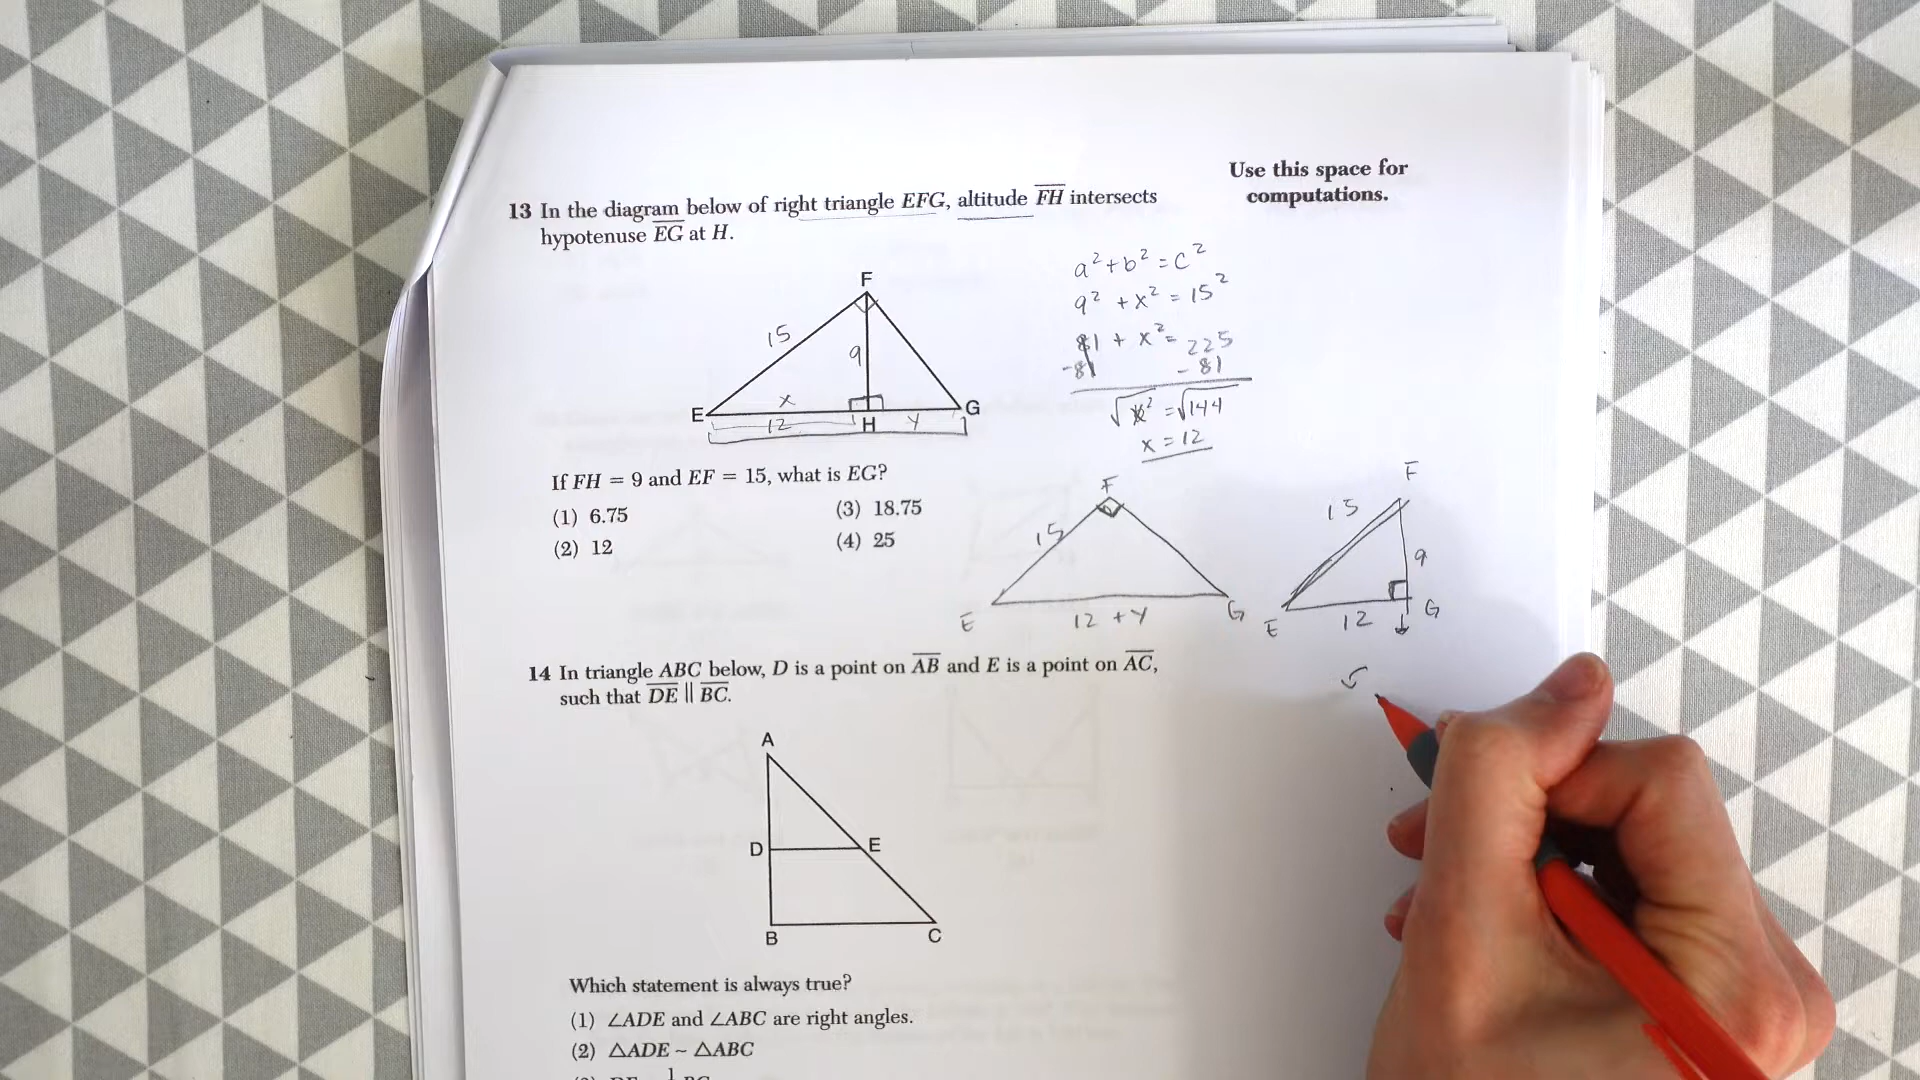 Use this space for
computations.
13 In the diagram below of right triangle EFG, altitude FH intersects
hypotenuse EG at H.
F
15
9
x
E
G
12
H
y
a² + b² = c²
9² + x² = 15²
81 + x² = 225
-81 - 81
√x² = √144
x = 12
If FH = 9 and EF = 15, what is EG?
(1) 6.75
(3) 18.75
(2) 12
(4) 25
F
15
E
12 + y
G
F
15
9
E
12
G
14 In triangle ABC below, D is a point on AB and E is a point on AC,
such that DE || BC.
A
D
E
B
C
Which statement is always true?
(1) ∠ADE and ∠ABC are right angles.
(2) △ADE ~ △ABC